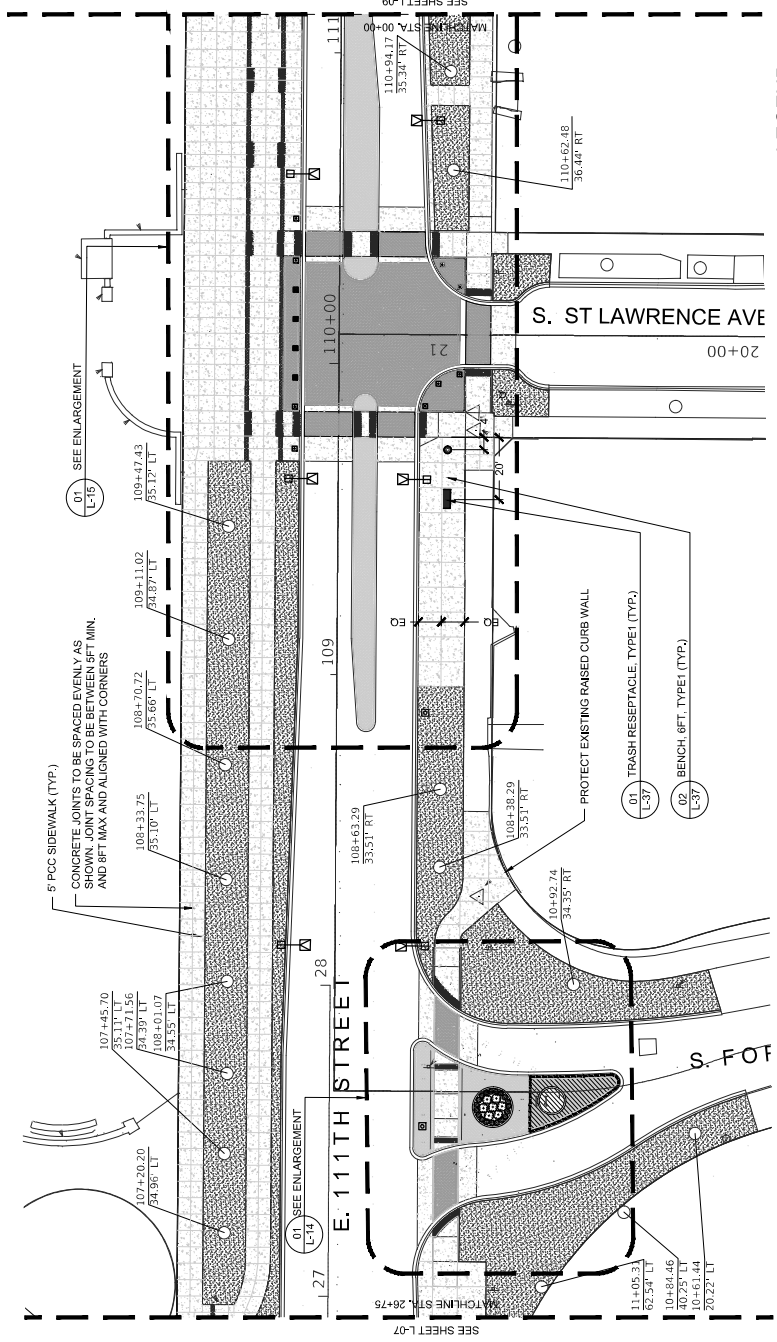 SEE SHEET L-09
MATCHLINE STA. 00+00
111
110+94.17
35.34' RT
110+62.48
36.44' RT
01
L-15
SEE ENLARGEMENT
110+00
21
S. ST LAWRENCE AVE
20+00
109+47.43
35.12' LT
109+11.02
34.87' LT
108+70.72
35.66' LT
108+33.75
35.10' LT
5' PCC SIDEWALK (TYP.)
CONCRETE JOINTS TO BE SPACED EVENLY AS
SHOWN. JOINT SPACING TO BE BETWEEN 5FT MIN.
AND 8FT MAX AND ALIGNED WITH CORNERS
4'
20'
EQ
EQ
109
01
L-37
TRASH RESEPTACLE, TYPE1 (TYP.)
02
L-37
BENCH, 6FT, TYPE1 (TYP.)
PROTECT EXISTING RAISED CURB WALL
108+63.29
33.51' RT
108+38.29
33.51' RT
10+92.74
34.35' RT
107+45.70
35.11' LT
107+71.56
34.39' LT
108+01.07
34.55' LT
107+20.20
34.96' LT
28
E. 111TH STREET
01
L-14
SEE ENLARGEMENT
27
S. FOR
11+05.31
62.54' LT
10+84.46
40.25' LT
10+61.44
20.22' LT
MATCHLINE STA. 26+75
SEE SHEET L-07